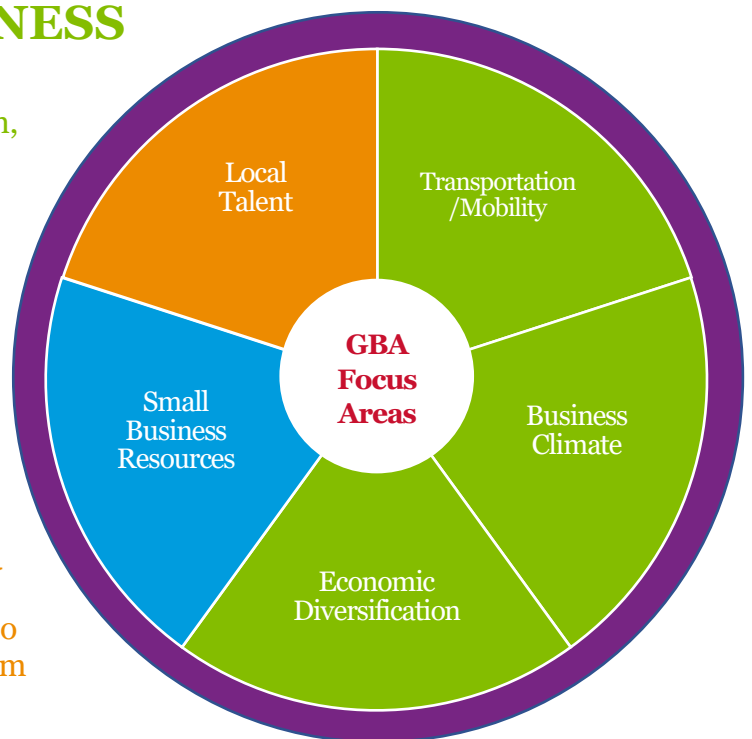 NESS
Local
Talent
Transportation
/Mobility
GBA
Focus
Areas
Small
Business
Resources
Business
Climate
Economic
Diversification
o
m